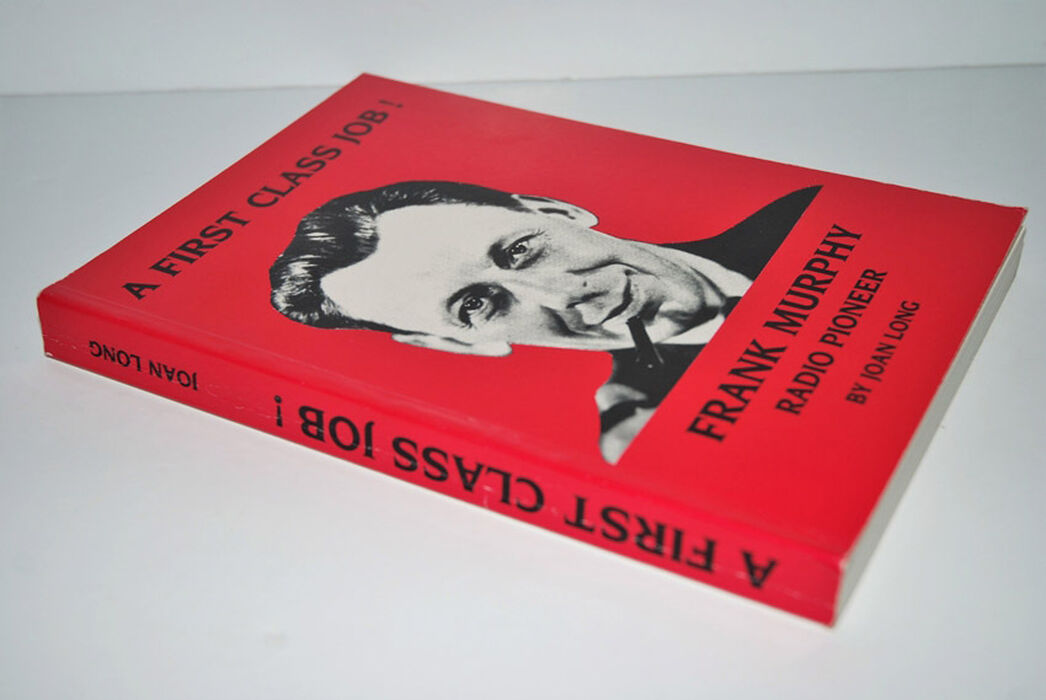 A FIRST CLASS JOB !
FRANK MURPHY
RADIO PIONEER
BY JOAN LONG
A FIRST CLASS JOB ! JOAN LONG